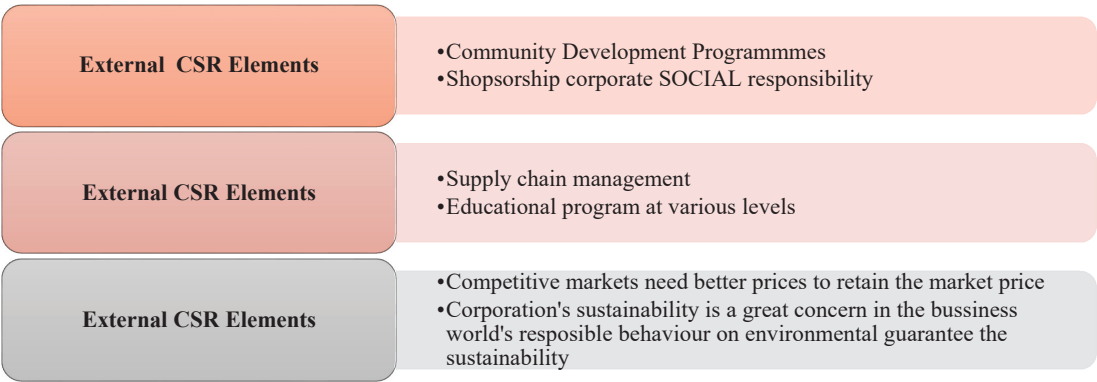 External CSR Elements
•Community Development Programmmes
•Shopsorship corporate SOCIAL responsibility
External CSR Elements
•Supply chain management
•Educational program at various levels
External CSR Elements
•Competitive markets need better prices to retain the market price
•Corporation's sustainability is a great concern in the bussiness
world's resposible behaviour on environmental guarantee the
sustainability